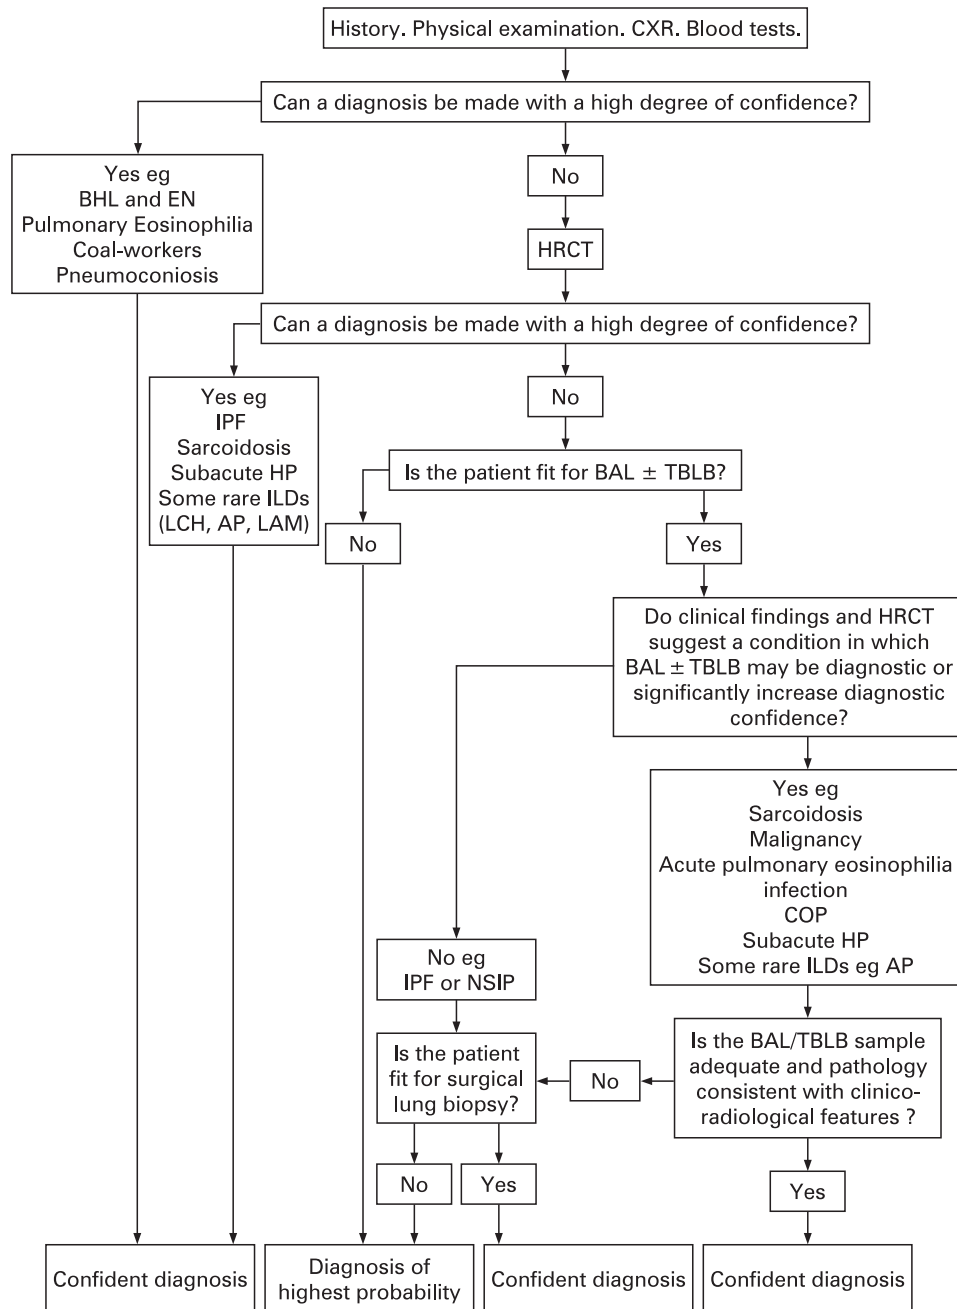 History. Physical examination. CXR. Blood tests.
Can a diagnosis be made with a high degree of confidence?
Yes eg
BHL and EN
Pulmonary Eosinophilia
Coal-workers
Pneumoconiosis
No
HRCT
Can a diagnosis be made with a high degree of confidence?
Yes eg
IPF
Sarcoidosis
Subacute HP
Some rare ILDs
(LCH, AP, LAM)
No
Is the patient fit for BAL ± TBLB?
No
Yes
Do clinical findings and HRCT
suggest a condition in which
BAL ± TBLB may be diagnostic or
significantly increase diagnostic
confidence?
Yes eg
Sarcoidosis
Malignancy
Acute pulmonary eosinophilia
infection
COP
Subacute HP
Some rare ILDs eg AP
No eg
IPF or NSIP
Is the patient
fit for surgical
lung biopsy?
No
Is the BAL/TBLB sample
adequate and pathology
consistent with clinico-
radiological features ?
No
Yes
Yes
Confident diagnosis
Diagnosis of
highest probability
Confident diagnosis
Confident diagnosis